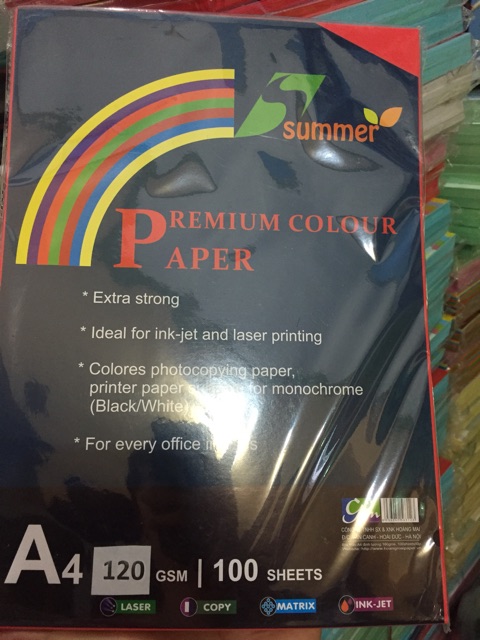 summer
PREMIUM COLOUR
PAPER
* Extra strong
* Ideal for ink-jet and laser printing
* Colores photocopying paper,
printer paper for monochrome
(Black/White)
* For every office
A4 120 GSM | 100 SHEETS
LASER COPY MATRIX INK-JET